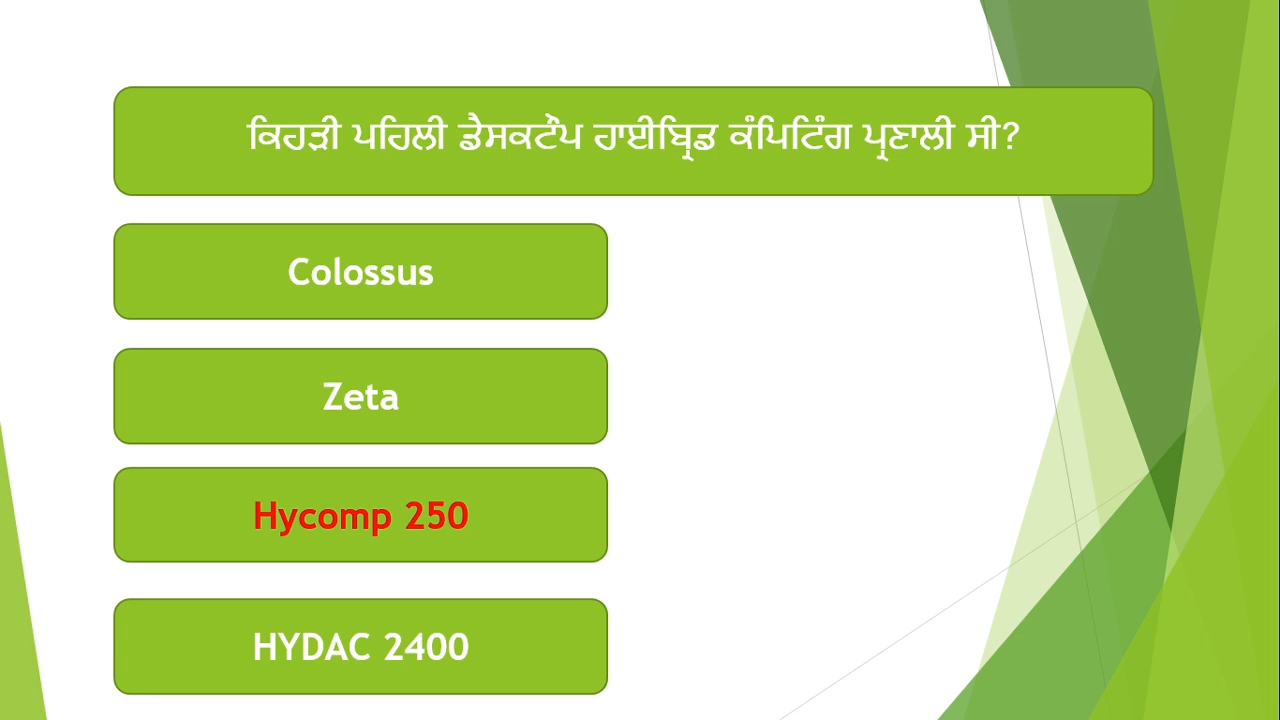 ਕਿਹੜੀ ਪਹਿਲੀ ਡੈਸਕਟੌਪ ਹਾਈਬ੍ਰਿਡ ਕੰਪਿਟਿੰਗ ਪ੍ਰਣਾਲੀ ਸੀ?
Colossus
Zeta
Hycomp 250
HYDAC 2400